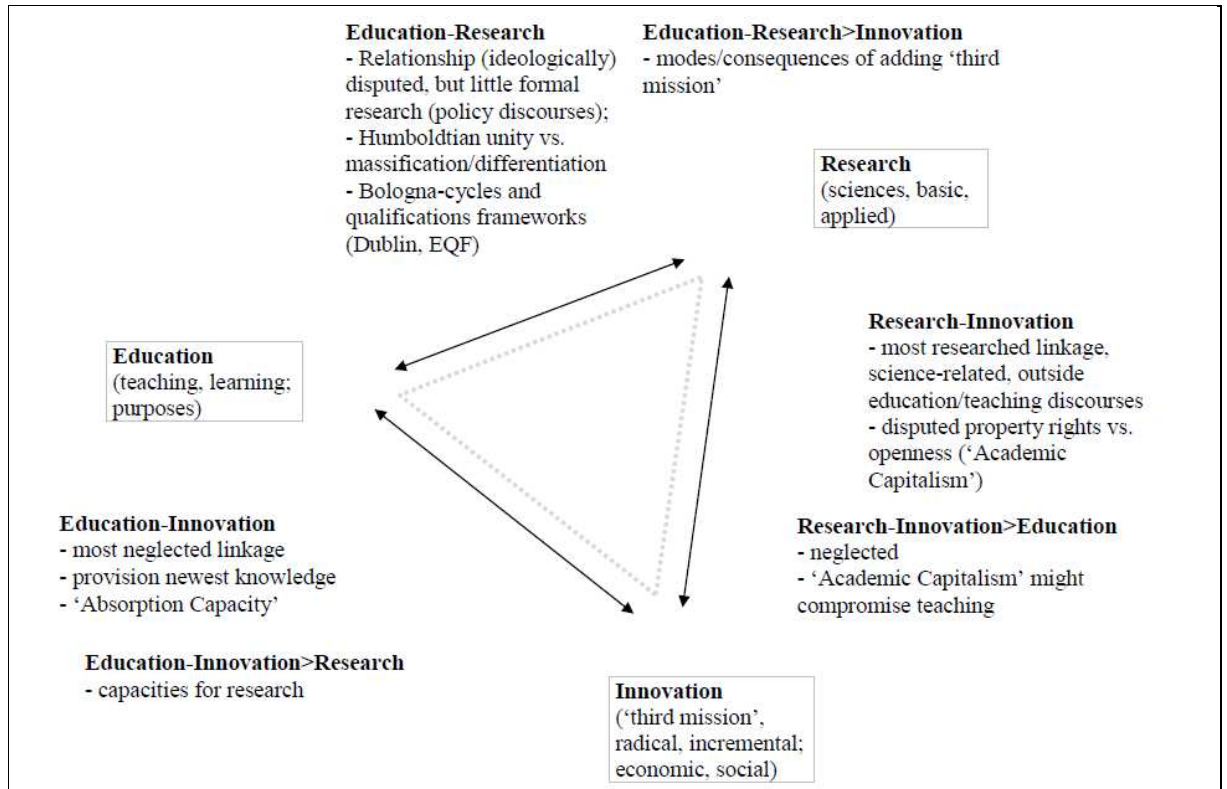 Education-Research
- Relationship (ideologically)
disputed, but little formal
research (policy discourses);
- Humboldtian unity vs.
massification/differentiation
- Bologna-cycles and
qualifications frameworks
(Dublin, EQF)
Education-Research>Innovation
- modes/consequences of adding ‘third
mission’
Research
(sciences, basic,
applied)
Education
(teaching, learning;
purposes)
Research-Innovation
- most researched linkage,
science-related, outside
education/teaching discourses
- disputed property rights vs.
openness (‘Academic
Capitalism’)
Education-Innovation
- most neglected linkage
- provision newest knowledge
- ‘Absorption Capacity’
Research-Innovation>Education
- neglected
- ‘Academic Capitalism’ might
compromise teaching
Education-Innovation>Research
- capacities for research
Innovation
(‘third mission’,
radical, incremental;
economic, social)